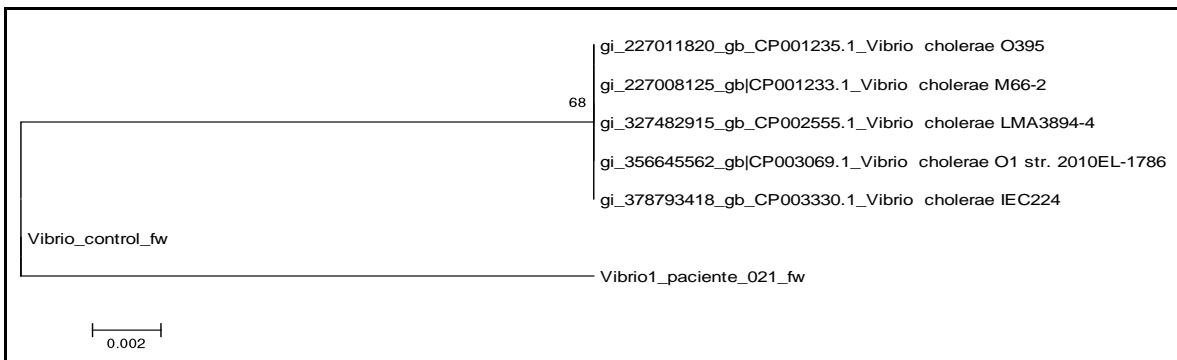 gi_227011820_gb_CP001235.1_Vibrio cholerae O395
gi_227008125_gb|CP001233.1_Vibrio cholerae M66-2
68
gi_327482915_gb_CP002555.1_Vibrio cholerae LMA3894-4
gi_356645562_gb|CP003069.1_Vibrio cholerae O1 str. 2010EL-1786
gi_378793418_gb_CP003330.1_Vibrio cholerae IEC224
Vibrio_control_fw
Vibrio1_paciente_021_fw
0.002